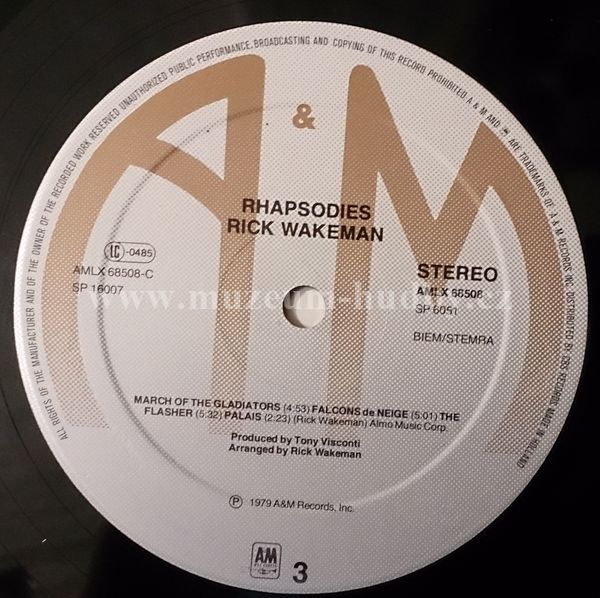 ALL RIGHTS OF THE MANUFACTURER AND OF THE OWNER OF THE RECORDED WORK RESERVED UNAUTHORIZED PUBLIC PERFORMANCE, BROADCASTING AND COPYING OF THIS RECORD PROHIBITED A & M AND ARE TRADEMARKS OF A & M RECORDS INC. DISTRIBUTED BY CBS RECORDS MADE IN HOLLAND
A & M
RHAPSODIES
RICK WAKEMAN
LC -0485
AMLX 68508-C
SP 16007
STEREO
AMLX 68508
SP 6051
BIEM/STEMRA
MARCH OF THE GLADIATORS (4:53) FALCONS de NEIGE (5:01) THE
FLASHER (5:32) PALAIS (2:23) (Rick Wakeman) Almo Music Corp.
Produced by Tony Visconti
Arranged by Rick Wakeman
Ⓟ 1979 A&M Records, Inc.
AM
3